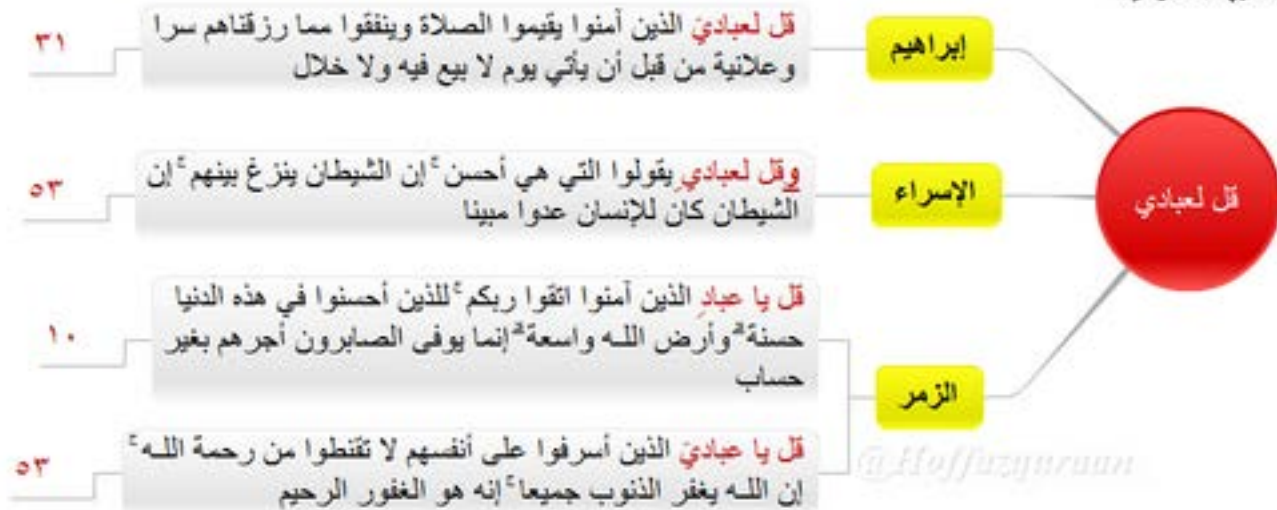 قل لعبادي
إبراهيم
قل لعباديَ الذين آمنوا يقيموا الصلاة وينفقوا مما رزقناهم سرا
وعلانية من قبل أن يأتي يوم لا بيع فيه ولا خلال
٣١
الإسراء
وقل لعبادي يقولوا التي هي أحسن ۚ إن الشيطان ينزغ بينهم ۚ إن
الشيطان كان للإنسان عدوا مبينا
٥٣
الزمر
قل يا عبادِ الذين آمنوا اتقوا ربكم ۚ للذين أحسنوا في هذه الدنيا
حسنة ۗ وأرض اللـه واسعة ۗ إنما يوفى الصابرون أجرهم بغير
حساب
١٠
قل يا عباديَ الذين أسرفوا على أنفسهم لا تقنطوا من رحمة اللـه ۚ
إن اللـه يغفر الذنوب جميعا ۚ إنه هو الغفور الرحيم
٥٣
@Hoffazquraan